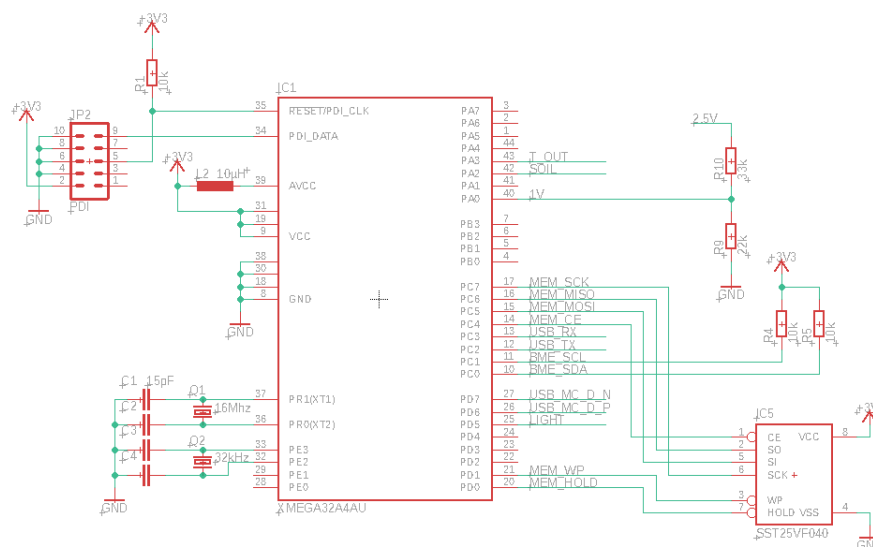 +3V3
R1
10k
+3V3
JP2
10 9
8 7
6 5
4 3
2 1
PDI
GND
+3V3
L2 10µH
GND
C1 15pF
C2
C3
C4
Q1
16Mhz
Q2
32kHz
GND
IC1
35 RESET/PDI_CLK
34 PDI_DATA
39 AVCC
31
19
9 VCC
38
30
18
8 GND
37 PR1(XT1)
36 PR0(XT2)
33 PE3
32 PE2
29 PE1
28 PE0
XMEGA32A4AU
PA7 3
PA6 2
PA5 1
PA4 44
PA3 43 T_OUT
PA2 42 SOIL
PA1 41
PA0 40 1V
PB3 7
PB2 6
PB1 5
PB0 4
PC7 17 MEM_SCK
PC6 16 MEM_MISO
PC5 15 MEM_MOSI
PC4 14 MEM_CE
PC3 13 USB_RX
PC2 12 USB_TX
PC1 11 BME_SCL
PC0 10 BME_SDA
PD7 27 USB_MC_D_N
PD6 26 USB_MC_D_P
PD5 25 LIGHT
PD4 24
PD3 23
PD2 22
PD1 21 MEM_WP
PD0 20 MEM_HOLD
2.5V
R10
33k
R9
22k
GND
+3V3
R4
10k
R5
10k
IC5
1 CE VCC 8
2 SO
5 SI
6 SCK
3 WP
7 HOLD VSS 4
SST25VF040
+3V
GND